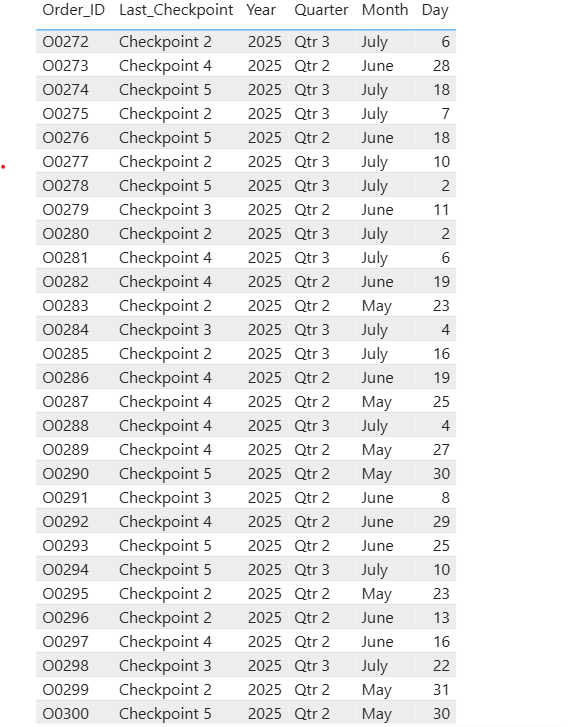 Order_ID Last_Checkpoint Year Quarter Month Day
O0272 Checkpoint 2 2025 Qtr 3 July 6
O0273 Checkpoint 4 2025 Qtr 2 June 28
O0274 Checkpoint 5 2025 Qtr 3 July 18
O0275 Checkpoint 2 2025 Qtr 3 July 7
O0276 Checkpoint 5 2025 Qtr 2 June 18
O0277 Checkpoint 2 2025 Qtr 3 July 10
O0278 Checkpoint 5 2025 Qtr 3 July 2
O0279 Checkpoint 3 2025 Qtr 2 June 11
O0280 Checkpoint 2 2025 Qtr 3 July 2
O0281 Checkpoint 4 2025 Qtr 3 July 6
O0282 Checkpoint 4 2025 Qtr 2 June 19
O0283 Checkpoint 2 2025 Qtr 2 May 23
O0284 Checkpoint 3 2025 Qtr 3 July 4
O0285 Checkpoint 2 2025 Qtr 3 July 16
O0286 Checkpoint 4 2025 Qtr 2 June 19
O0287 Checkpoint 4 2025 Qtr 2 May 25
O0288 Checkpoint 4 2025 Qtr 3 July 4
O0289 Checkpoint 4 2025 Qtr 2 May 27
O0290 Checkpoint 5 2025 Qtr 2 May 30
O0291 Checkpoint 3 2025 Qtr 2 June 8
O0292 Checkpoint 4 2025 Qtr 2 June 29
O0293 Checkpoint 5 2025 Qtr 2 June 25
O0294 Checkpoint 5 2025 Qtr 3 July 10
O0295 Checkpoint 2 2025 Qtr 2 May 23
O0296 Checkpoint 2 2025 Qtr 2 June 13
O0297 Checkpoint 4 2025 Qtr 2 June 16
O0298 Checkpoint 3 2025 Qtr 3 July 22
O0299 Checkpoint 2 2025 Qtr 2 May 31
O0300 Checkpoint 5 2025 Qtr 2 May 30